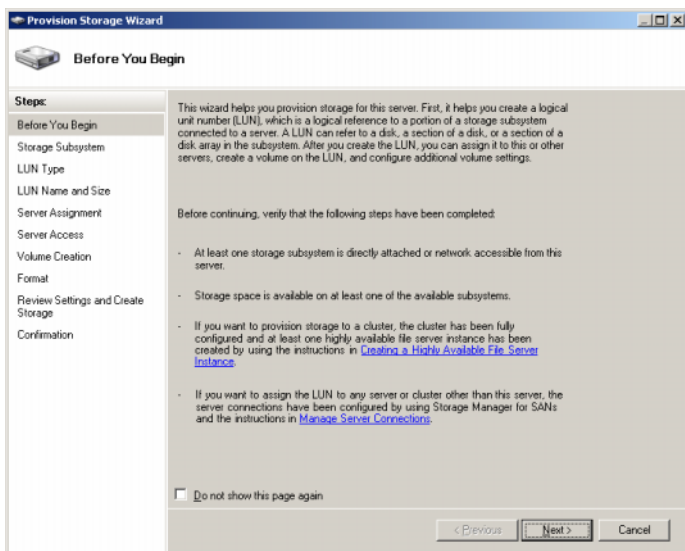 Provision Storage Wizard
Before You Begin
Steps:
Before You Begin
Storage Subsystem
LUN Type
LUN Name and Size
Server Assignment
Server Access
Volume Creation
Format
Review Settings and Create
Storage
Confirmation
This wizard helps you provision storage for this server. First, it helps you create a logical
unit number (LUN), which is a logical reference to a portion of a storage subsystem
connected to a server. A LUN can refer to a disk, a section of a disk, or a section of a
disk array in the subsystem. After you create the LUN, you can assign it to this or other
servers, create a volume on the LUN, and configure additional volume settings.
Before continuing, verify that the following steps have been completed:
- At least one storage subsystem is directly attached or network accessible from this
server.
- Storage space is available on at least one of the available subsystems.
- If you want to provision storage to a cluster, the cluster has been fully
configured and at least one highly available file server instance has been
created by using the instructions in Creating a Highly Available File Server
Instance.
- If you want to assign the LUN to any server or cluster other than this server, the
server connections have been configured by using Storage Manager for SANs
and the instructions in Manage Server Connections.
Do not show this page again
< Previous
Next >
Cancel